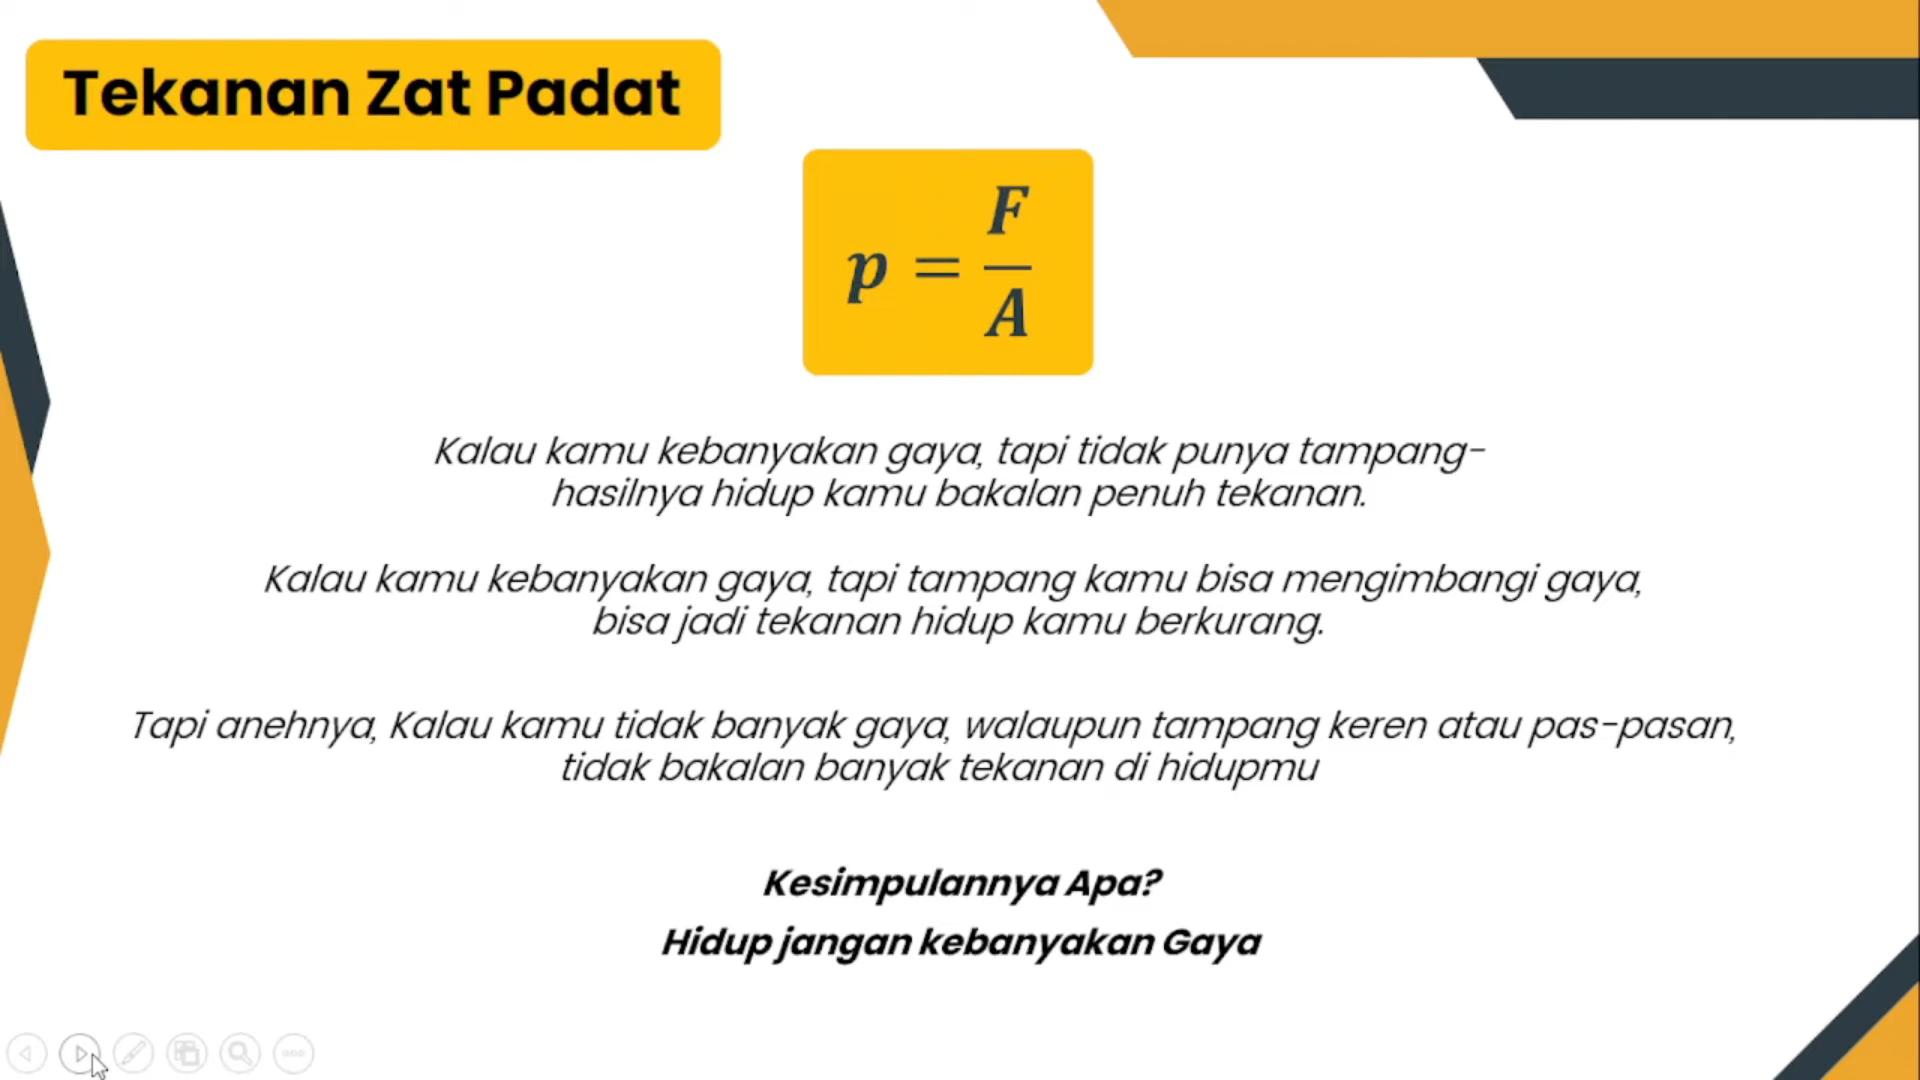 Tekanan Zat Padat
p = F/A
Kalau kamu kebanyakan gaya, tapi tidak punya tampang-
hasilnya hidup kamu bakalan penuh tekanan.
Kalau kamu kebanyakan gaya, tapi tampang kamu bisa mengimbangi gaya,
bisa jadi tekanan hidup kamu berkurang.
Tapi anehnya, Kalau kamu tidak banyak gaya, walaupun tampang keren atau pas-pasan,
tidak bakalan banyak tekanan di hidupmu
Kesimpulannya Apa?
Hidup jangan kebanyakan Gaya